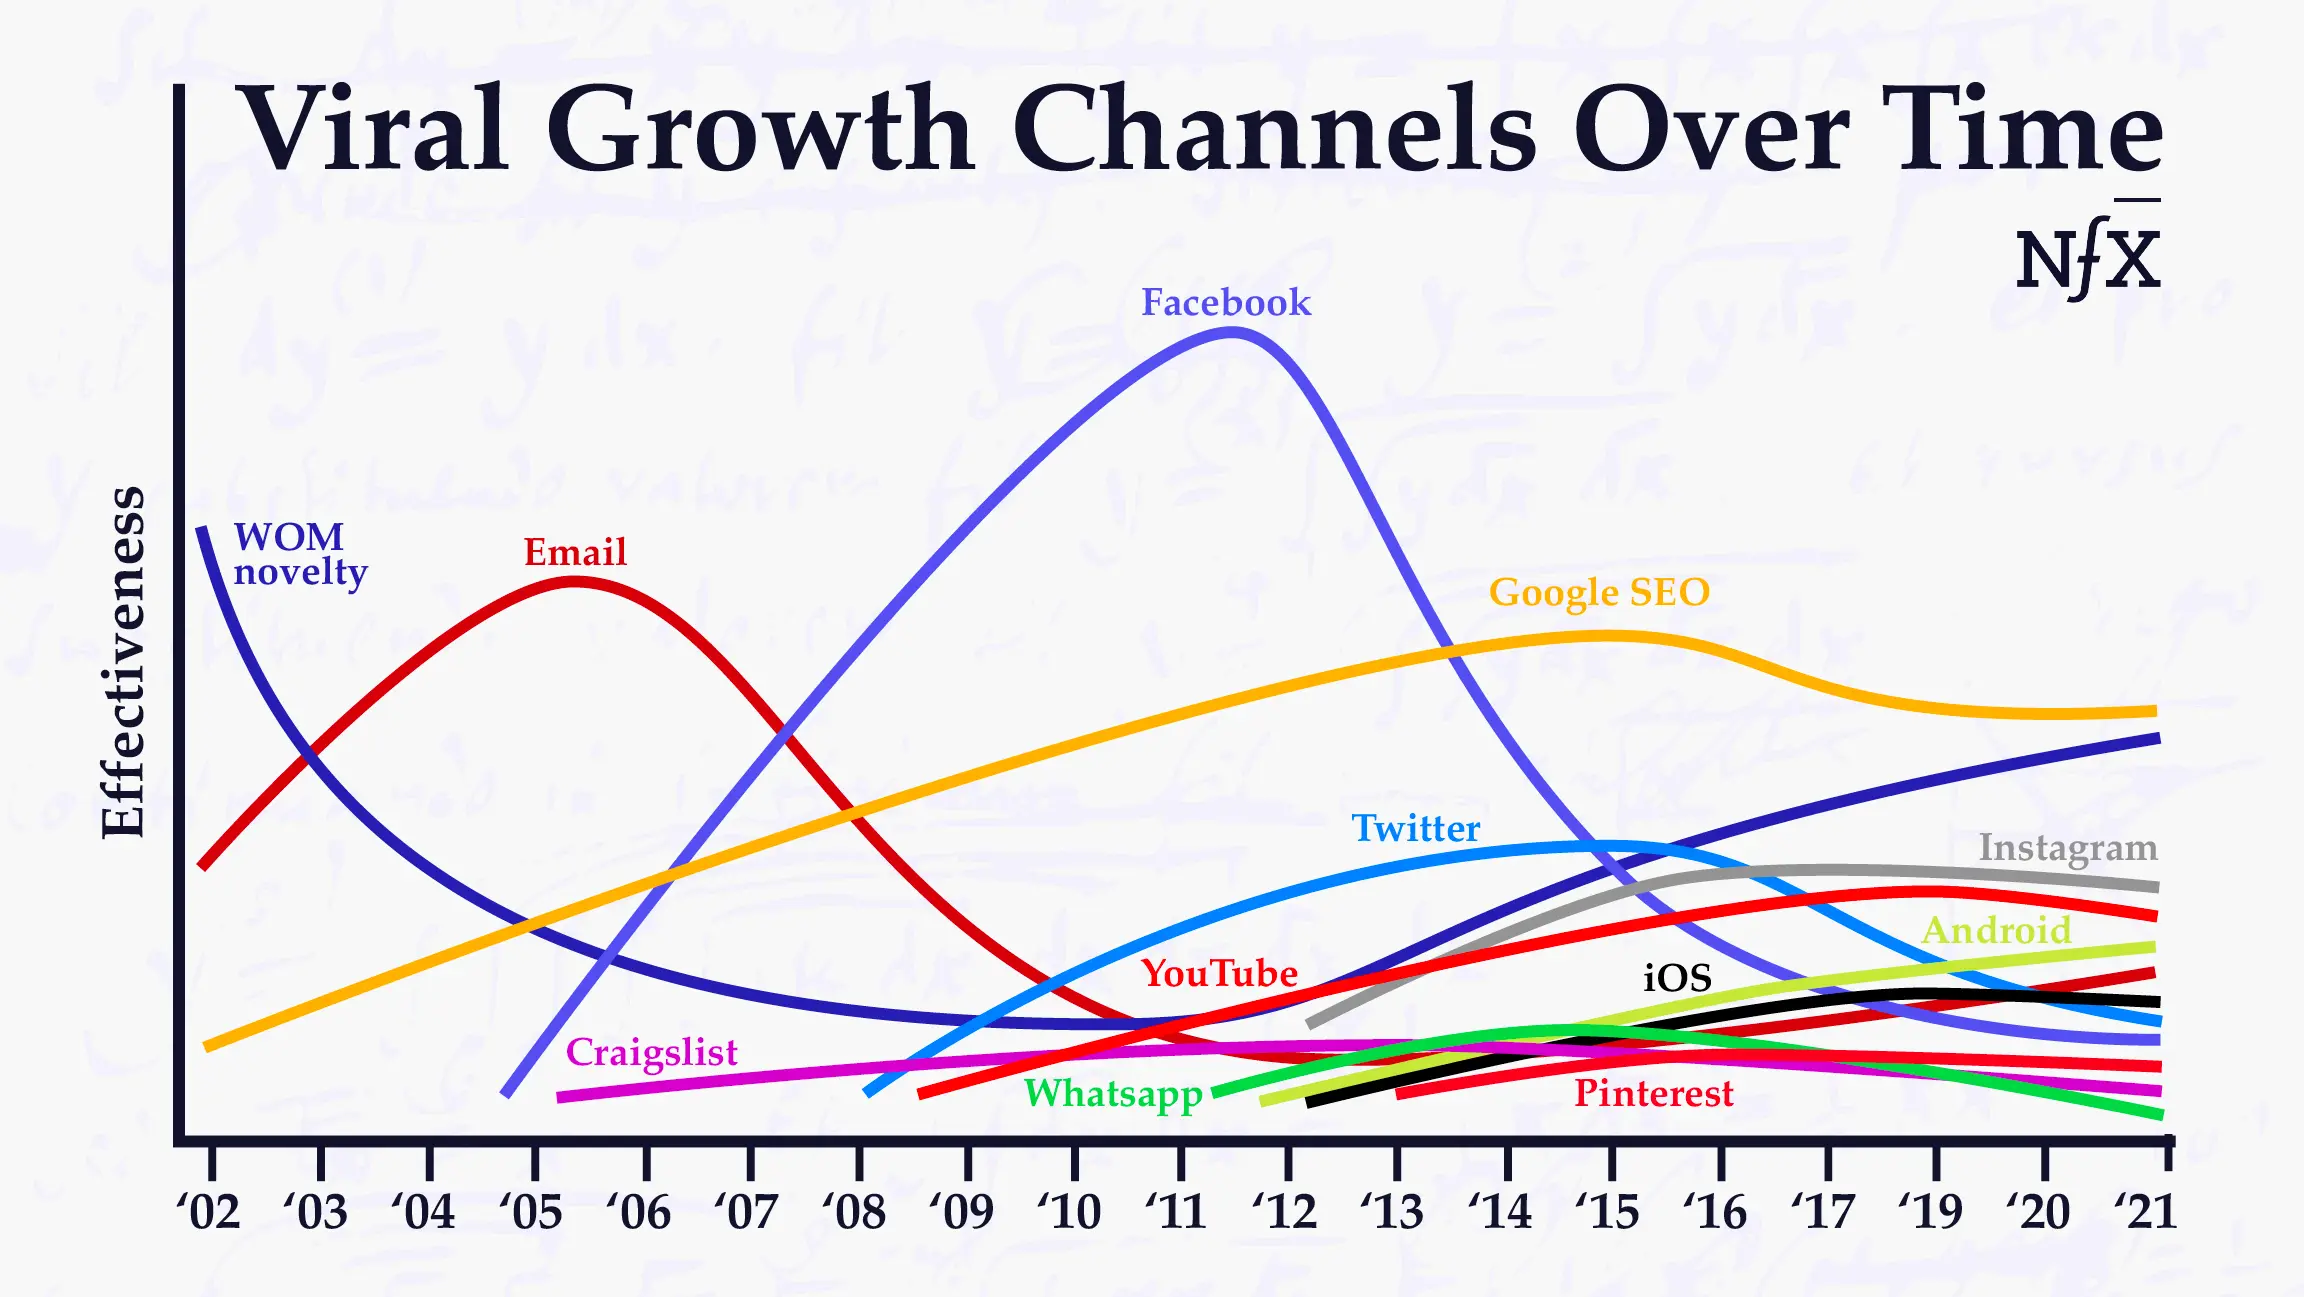 Viral Growth Channels Over Time
NfX
Facebook
WOM
novelty
Email
Google SEO
Effectiveness
Twitter
Instagram
Android
YouTube
iOS
Craigslist
Whatsapp
Pinterest
‘02 ‘03 ‘04 ‘05 ‘06 ‘07 ‘08 ‘09 ‘10 ‘11 ‘12 ‘13 ‘14 ‘15 ‘16 ‘17 ‘19 ‘20 ‘21